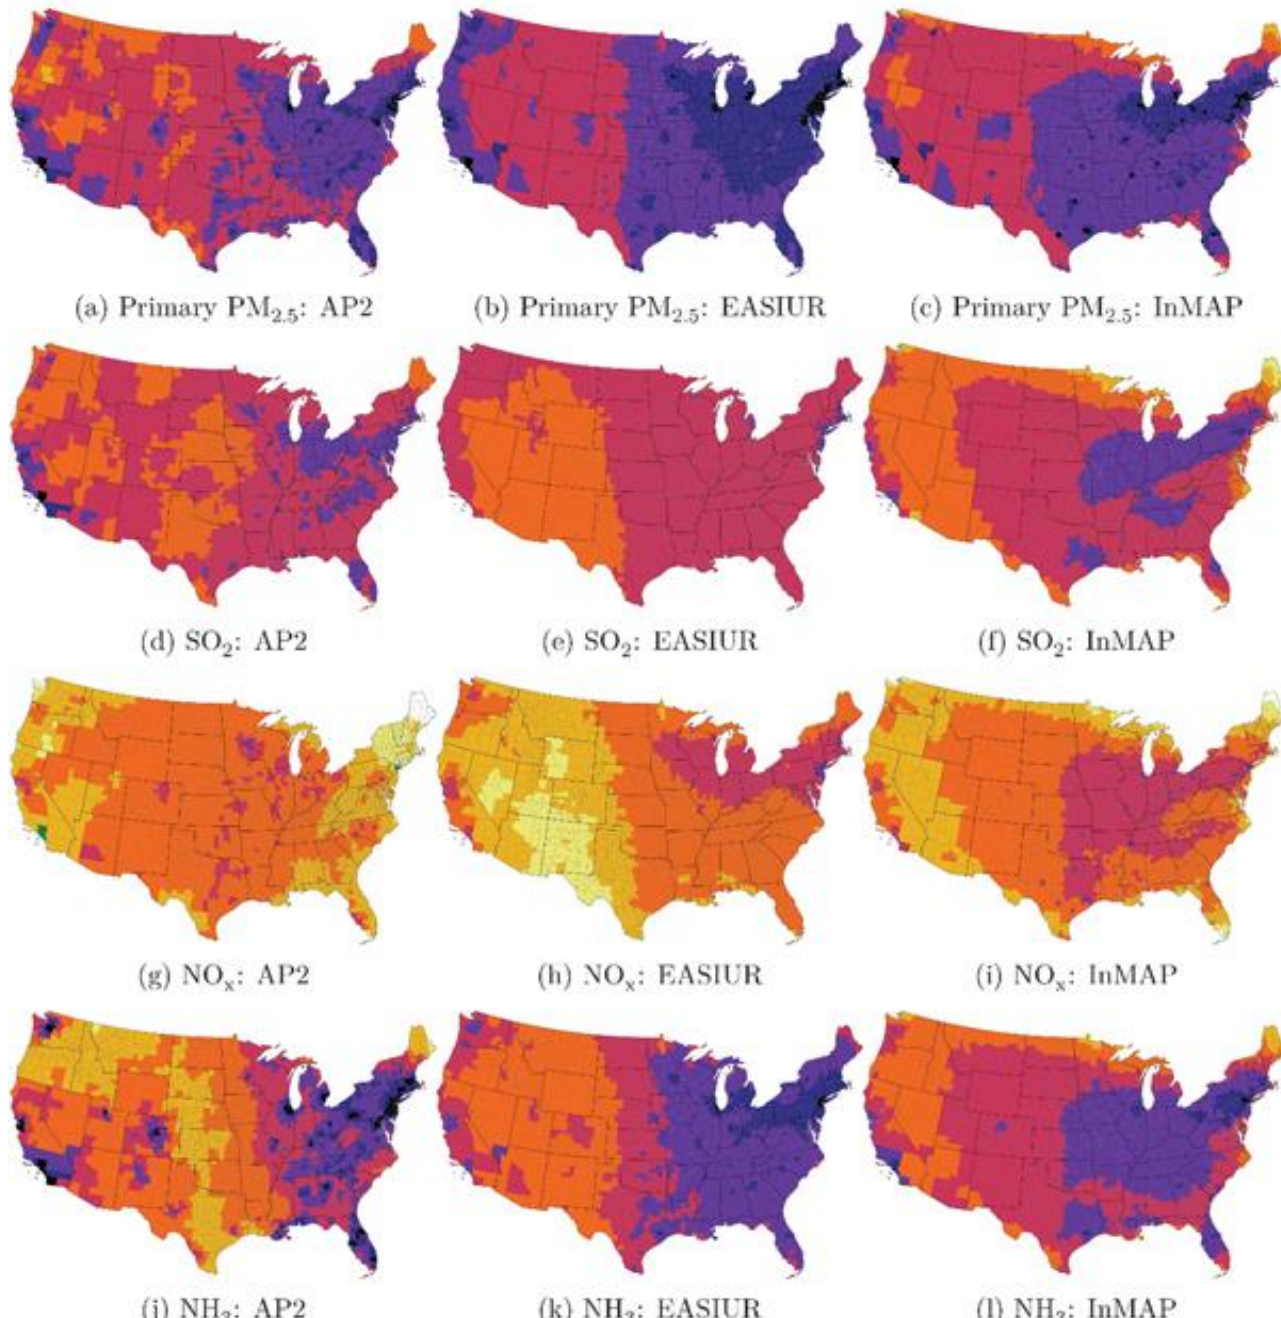 (a) Primary PM₂.₅: AP2
(b) Primary PM₂.₅: EASIUR
(c) Primary PM₂.₅: InMAP
(d) SO₂: AP2
(e) SO₂: EASIUR
(f) SO₂: InMAP
(g) NOₓ: AP2
(h) NOₓ: EASIUR
(i) NOₓ: InMAP
(j) NH₃: AP2
(k) NH₃: EASIUR
(l) NH₃: InMAP